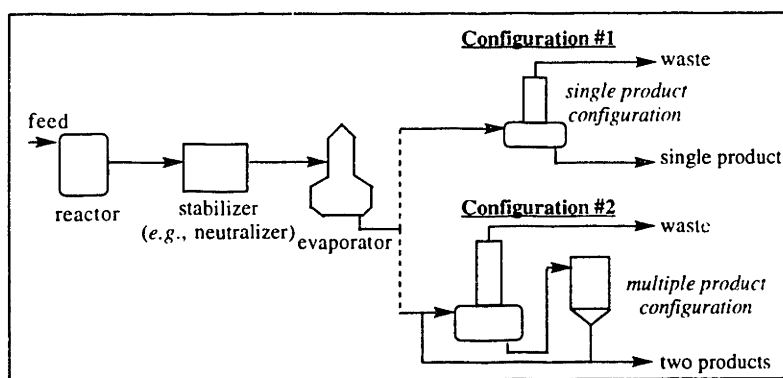 Configuration #1
waste
single product
configuration
feed
single product
reactor
stabilizer
(e.g., neutralizer)
evaporator
Configuration #2
waste
multiple product
configuration
two products